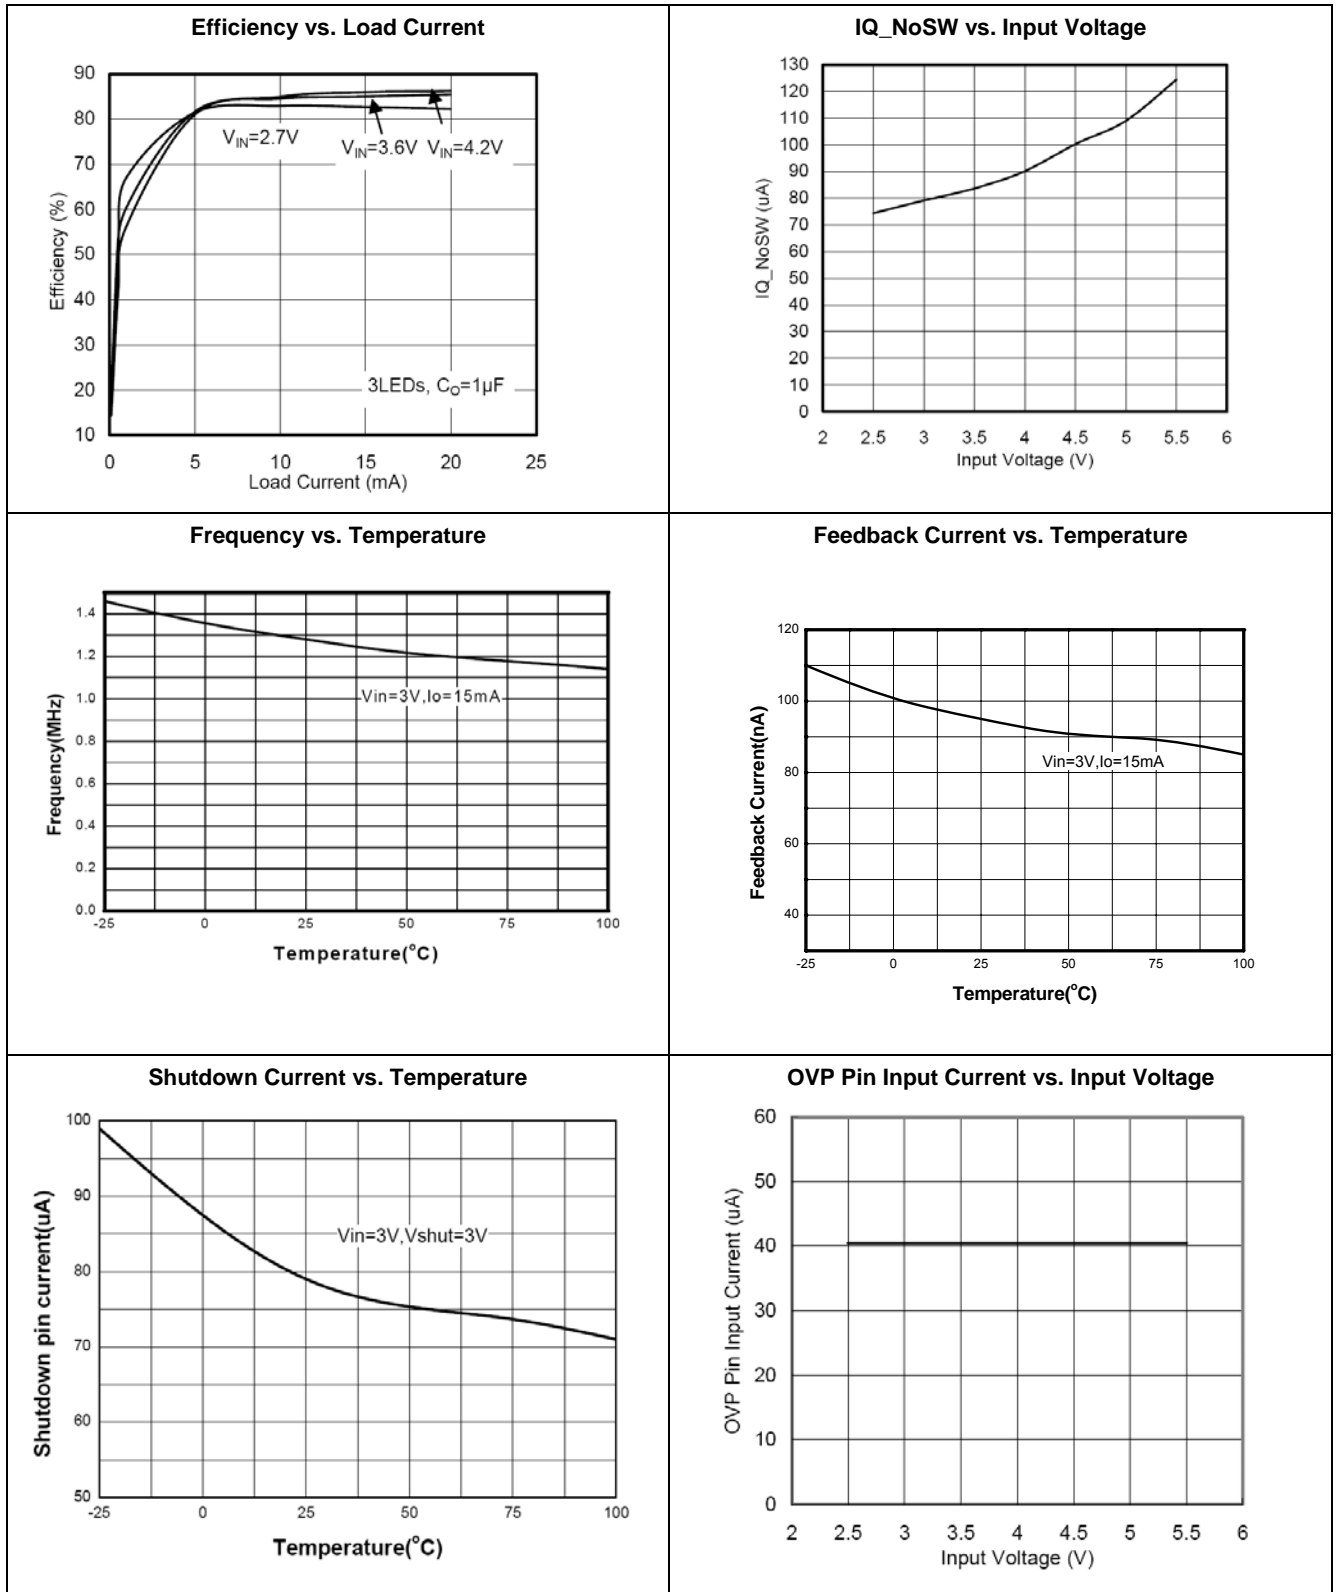 Efficiency vs. Load Current
90
80
70
60
50
40
30
20
10
Efficiency (%)
V_IN=2.7V
V_IN=3.6V V_IN=4.2V
3LEDs, C_O=1µF
0 5 10 15 20 25
Load Current (mA)
IQ_NoSW vs. Input Voltage
130
120
110
100
90
80
70
60
50
40
30
20
10
0
IQ_NoSW (uA)
2 2.5 3 3.5 4 4.5 5 5.5 6
Input Voltage (V)
Frequency vs. Temperature
1.4
1.2
1.0
0.8
0.6
0.4
0.2
0.0
Frequency(MHz)
Vin=3V,Io=15mA
-25 0 25 50 75 100
Temperature(°C)
Feedback Current vs. Temperature
120
100
80
60
40
Feedback Current(nA)
Vin=3V,Io=15mA
-25 0 25 50 75 100
Temperature(°C)
Shutdown Current vs. Temperature
100
90
80
70
60
50
Shutdown pin current(uA)
Vin=3V,Vshut=3V
-25 0 25 50 75 100
Temperature(°C)
OVP Pin Input Current vs. Input Voltage
60
50
40
30
20
10
0
OVP Pin Input Current (uA)
2 2.5 3 3.5 4 4.5 5 5.5 6
Input Voltage (V)